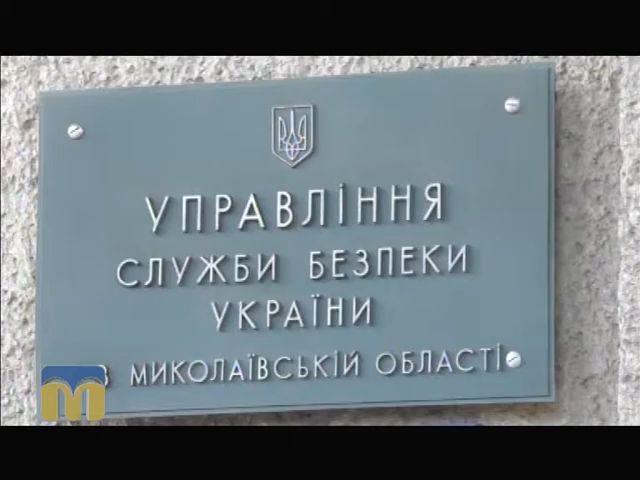 УПРАВЛІННЯ
СЛУЖБИ БЕЗПЕКИ
УКРАЇНИ
В МИКОЛАЇВСЬКІЙ ОБЛАСТІ
М